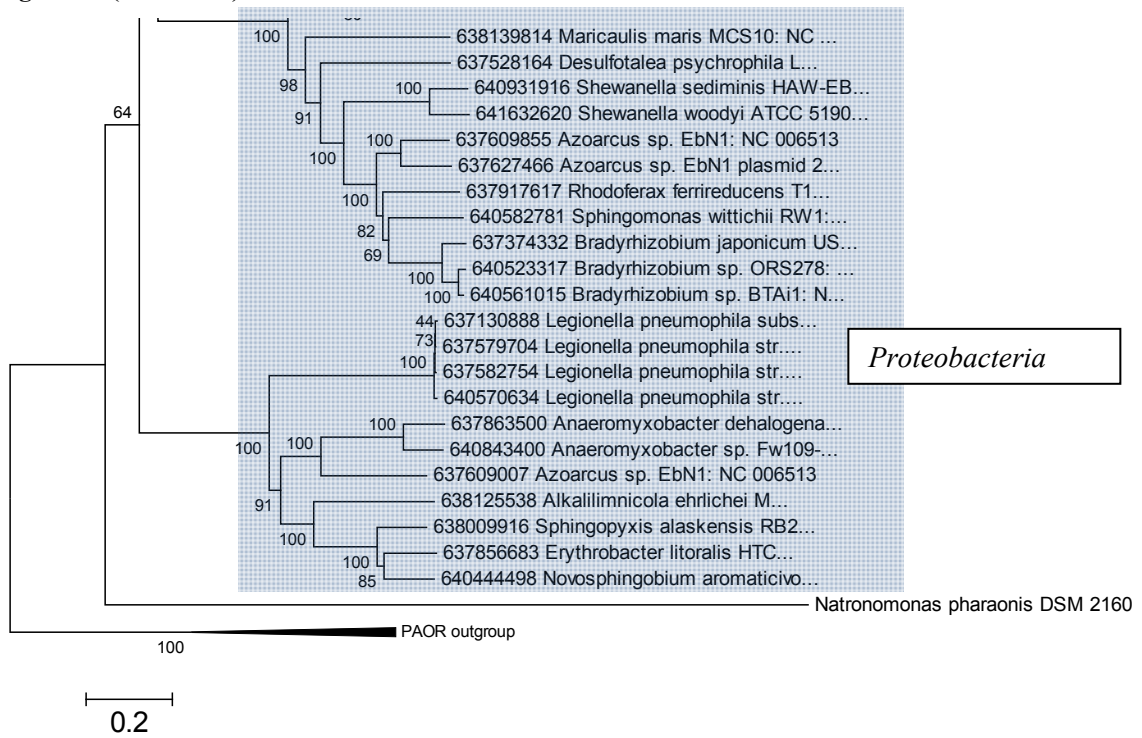 100
638139814 Maricaulis maris MCS10: NC ...
637528164 Desulfotalea psychrophila L...
98
100
640931916 Shewanella sediminis HAW-EB...
91
641632620 Shewanella woodyi ATCC 5190...
64
100
637609855 Azoarcus sp. EbN1: NC 006513
100
637627466 Azoarcus sp. EbN1 plasmid 2...
637917617 Rhodoferax ferrireducens T1...
100
640582781 Sphingomonas wittichii RW1:...
82
637374332 Bradyrhizobium japonicum US...
69
640523317 Bradyrhizobium sp. ORS278: ...
100
640561015 Bradyrhizobium sp. BTAi1: N...
100
44
637130888 Legionella pneumophila subs...
73
637579704 Legionella pneumophila str....
100
637582754 Legionella pneumophila str....
640570634 Legionella pneumophila str....
Proteobacteria
100
637863500 Anaeromyxobacter dehalogena...
100
100
640843400 Anaeromyxobacter sp. Fw109-...
637609007 Azoarcus sp. EbN1: NC 006513
91
638125538 Alkalilimnicola ehrlichei M...
100
638009916 Sphingopyxis alaskensis RB2...
637856683 Erythrobacter litoralis HTC...
100
85
640444498 Novosphingobium aromaticivo...
Natronomonas pharaonis DSM 2160
PAOR outgroup
100
0.2